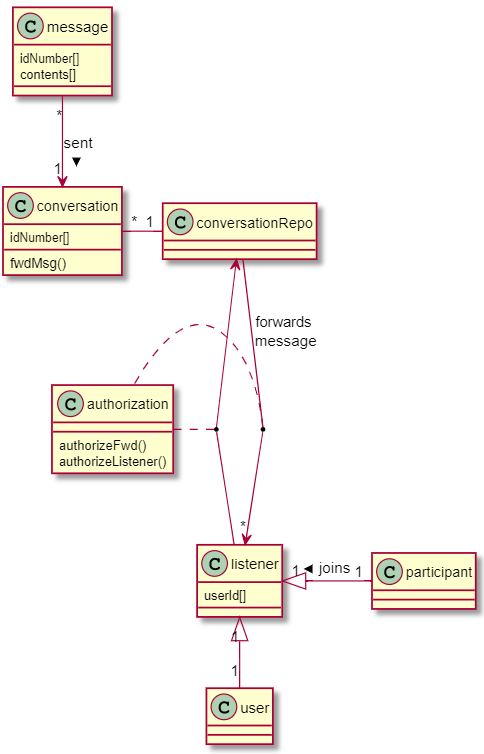 C message
idNumber[]
contents[]
*
sent
1
C conversation
idNumber[]
fwdMsg()
* 1
C conversationRepo
forwards
message
C authorization
authorizeFwd()
authorizeListener()
*
C listener
userId[]
1 joins 1
C participant
1
1
C user